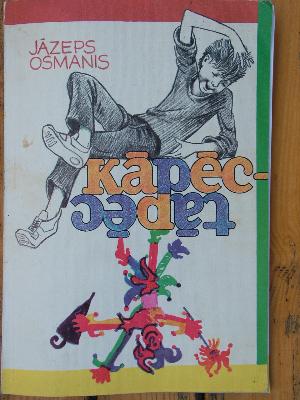 JĀZEPS
OSMANIS
KĀPĒC-
TĀPĒC